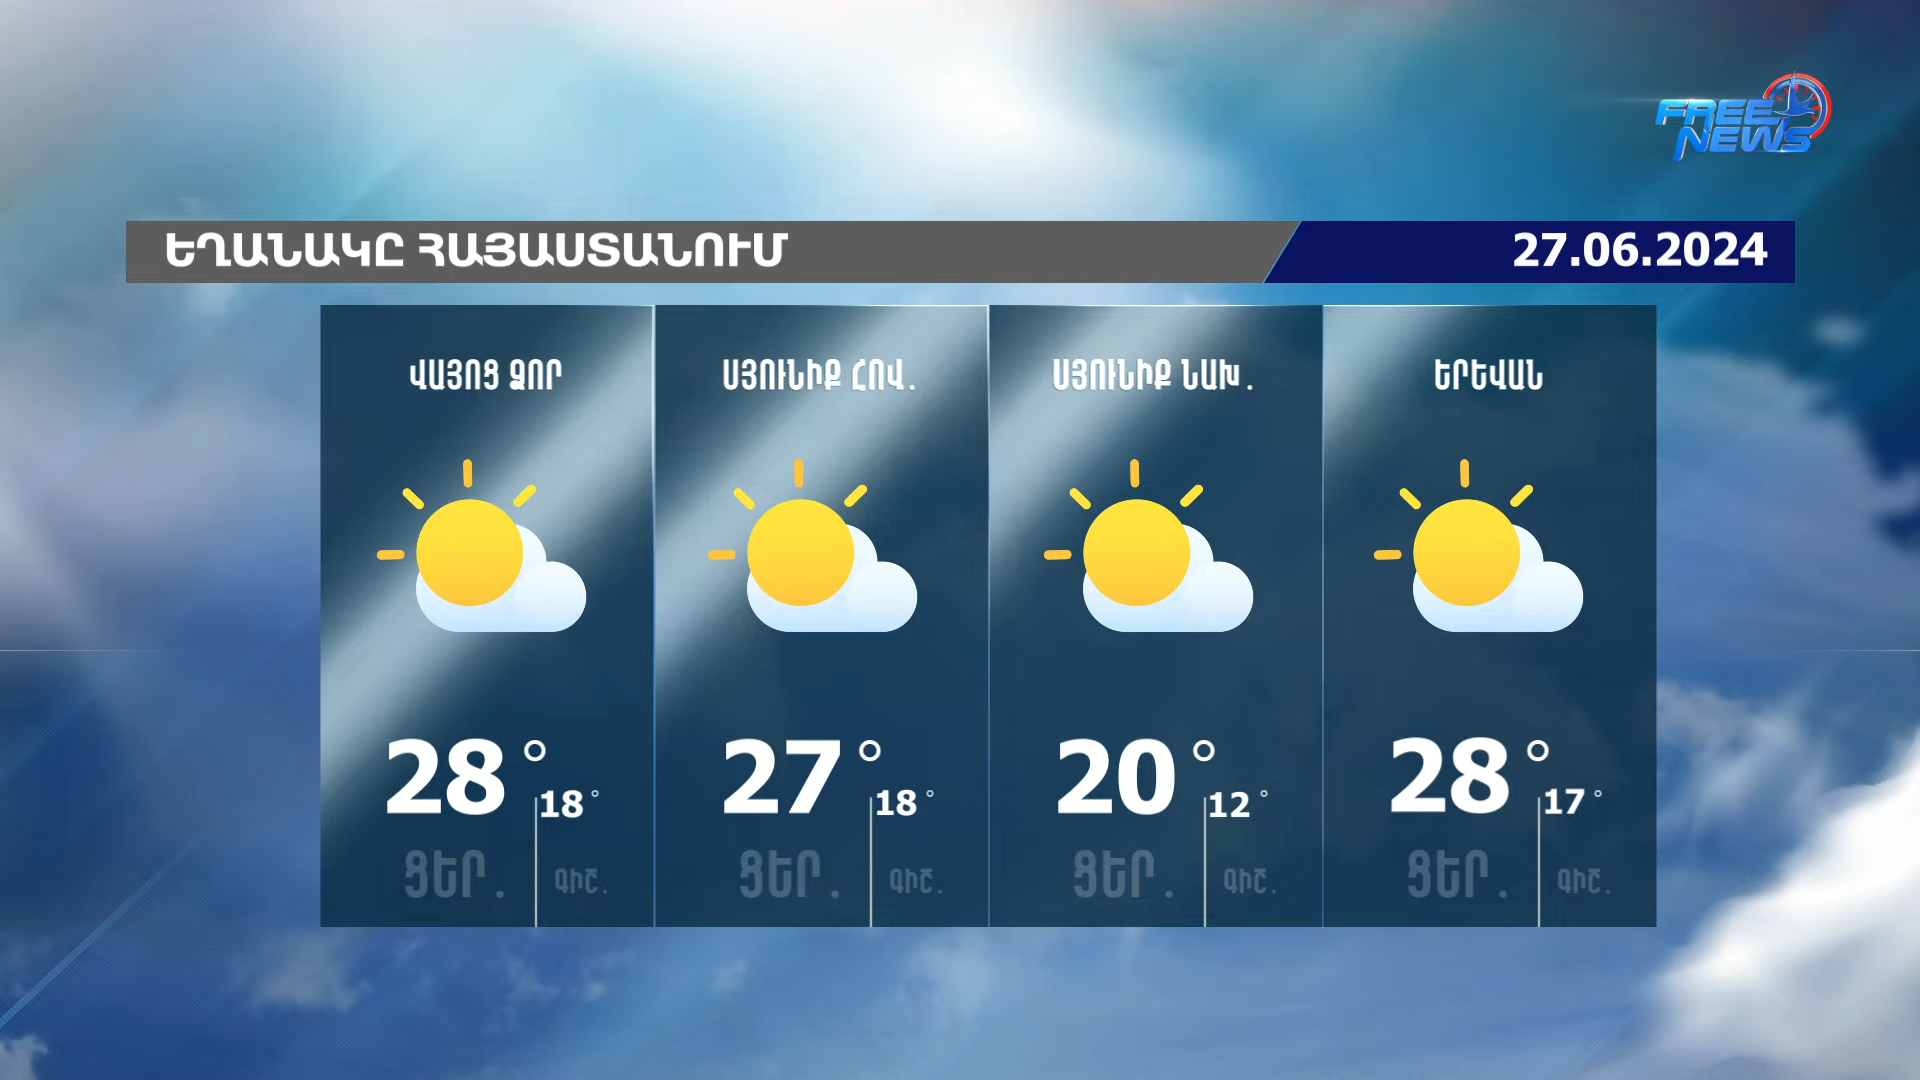 FREE
NEWS
ԵՂԱՆԱԿԸ ՀԱՅԱՍՏԱՆՈՒՄ
27.06.2024
ՎԱՅՈՑ ՁՈՐ
ՍՅՈՒՆԻՔ ՀՈՎ.
ՍՅՈՒՆԻՔ ՆԱԽ.
ԵՐԵՎԱՆ
28° 18°
27° 18°
20° 12°
28° 17°
ՑԵՐ. ԳԻՇ.
ՑԵՐ. ԳԻՇ.
ՑԵՐ. ԳԻՇ.
ՑԵՐ. ԳԻՇ.